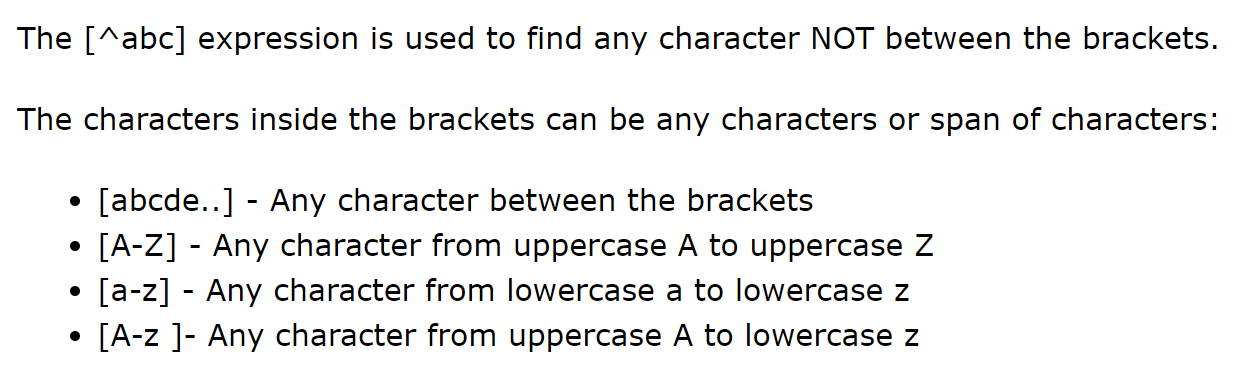 The [^abc] expression is used to find any character NOT between the brackets.
The characters inside the brackets can be any characters or span of characters:
• [abcde..] - Any character between the brackets
• [A-Z] - Any character from uppercase A to uppercase Z
• [a-z] - Any character from lowercase a to lowercase z
• [A-z ]- Any character from uppercase A to lowercase z